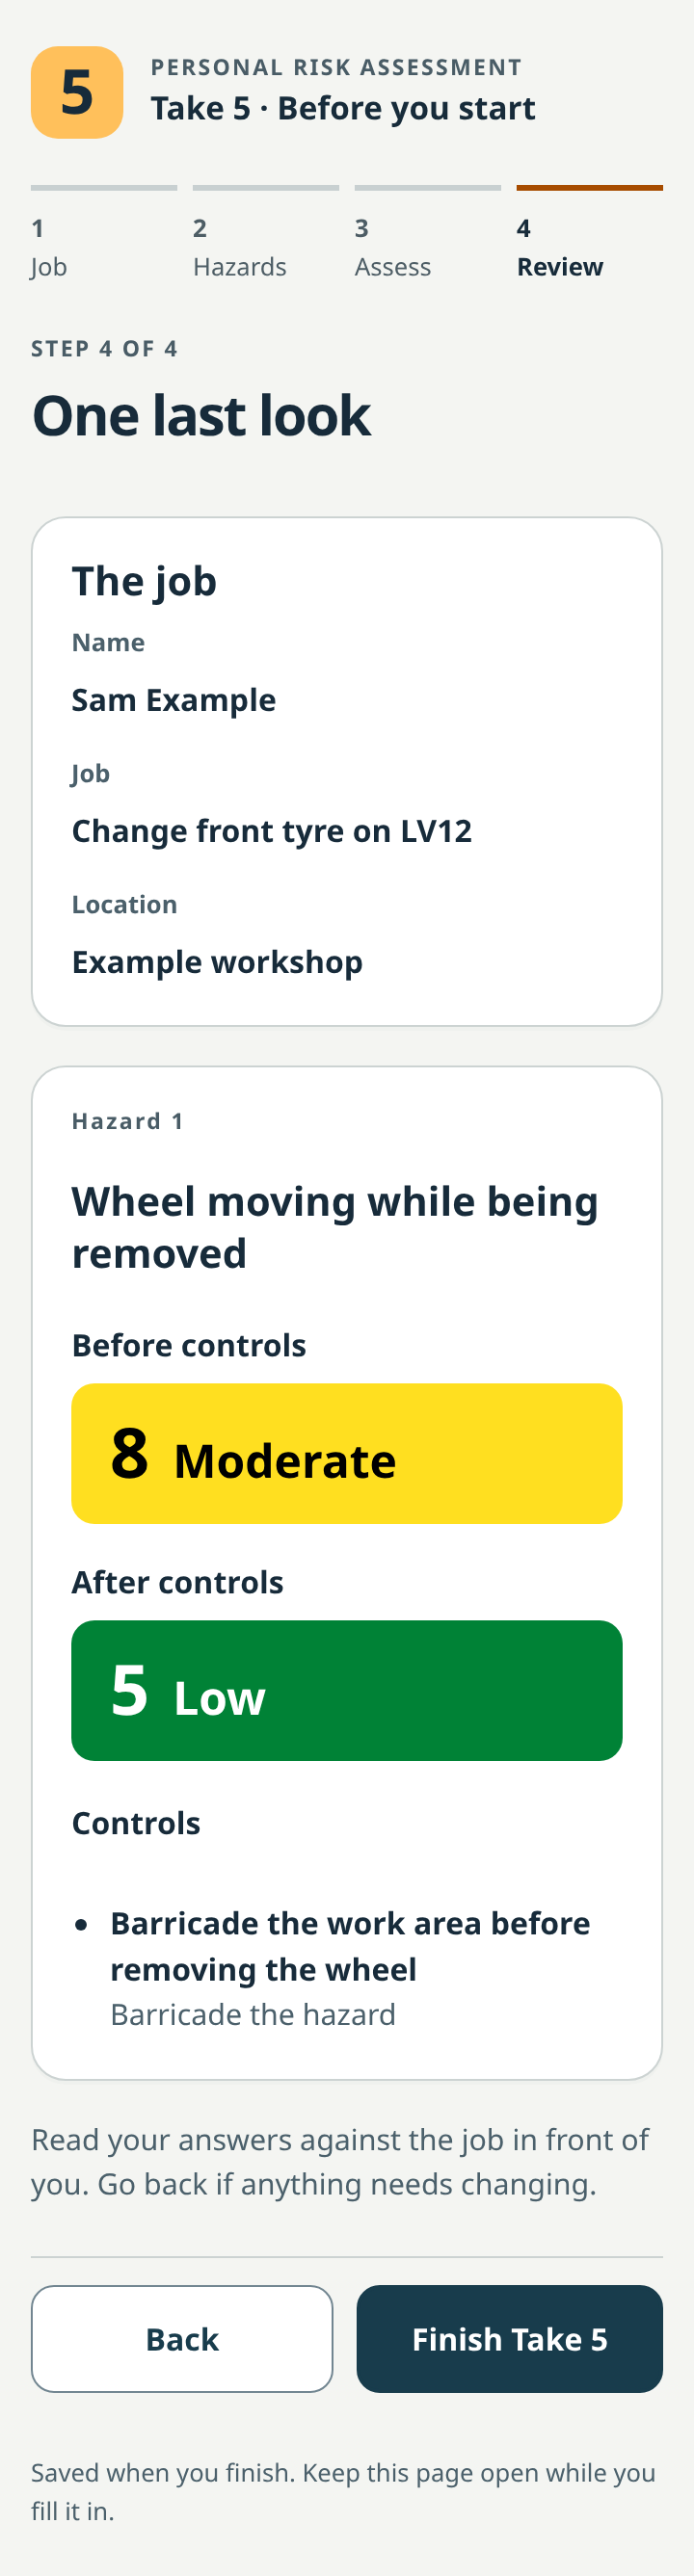 5
PERSONAL RISK ASSESSMENT
Take 5 · Before you start
1
Job
2
Hazards
3
Assess
4
Review
STEP 4 OF 4
One last look
The job
Name
Sam Example
Job
Change front tyre on LV12
Location
Example workshop
Hazard 1
Wheel moving while being
removed
Before controls
8 Moderate
After controls
5 Low
Controls
• Barricade the work area before
removing the wheel
Barricade the hazard
Read your answers against the job in front of
you. Go back if anything needs changing.
Back
Finish Take 5
Saved when you finish. Keep this page open while you
fill it in.